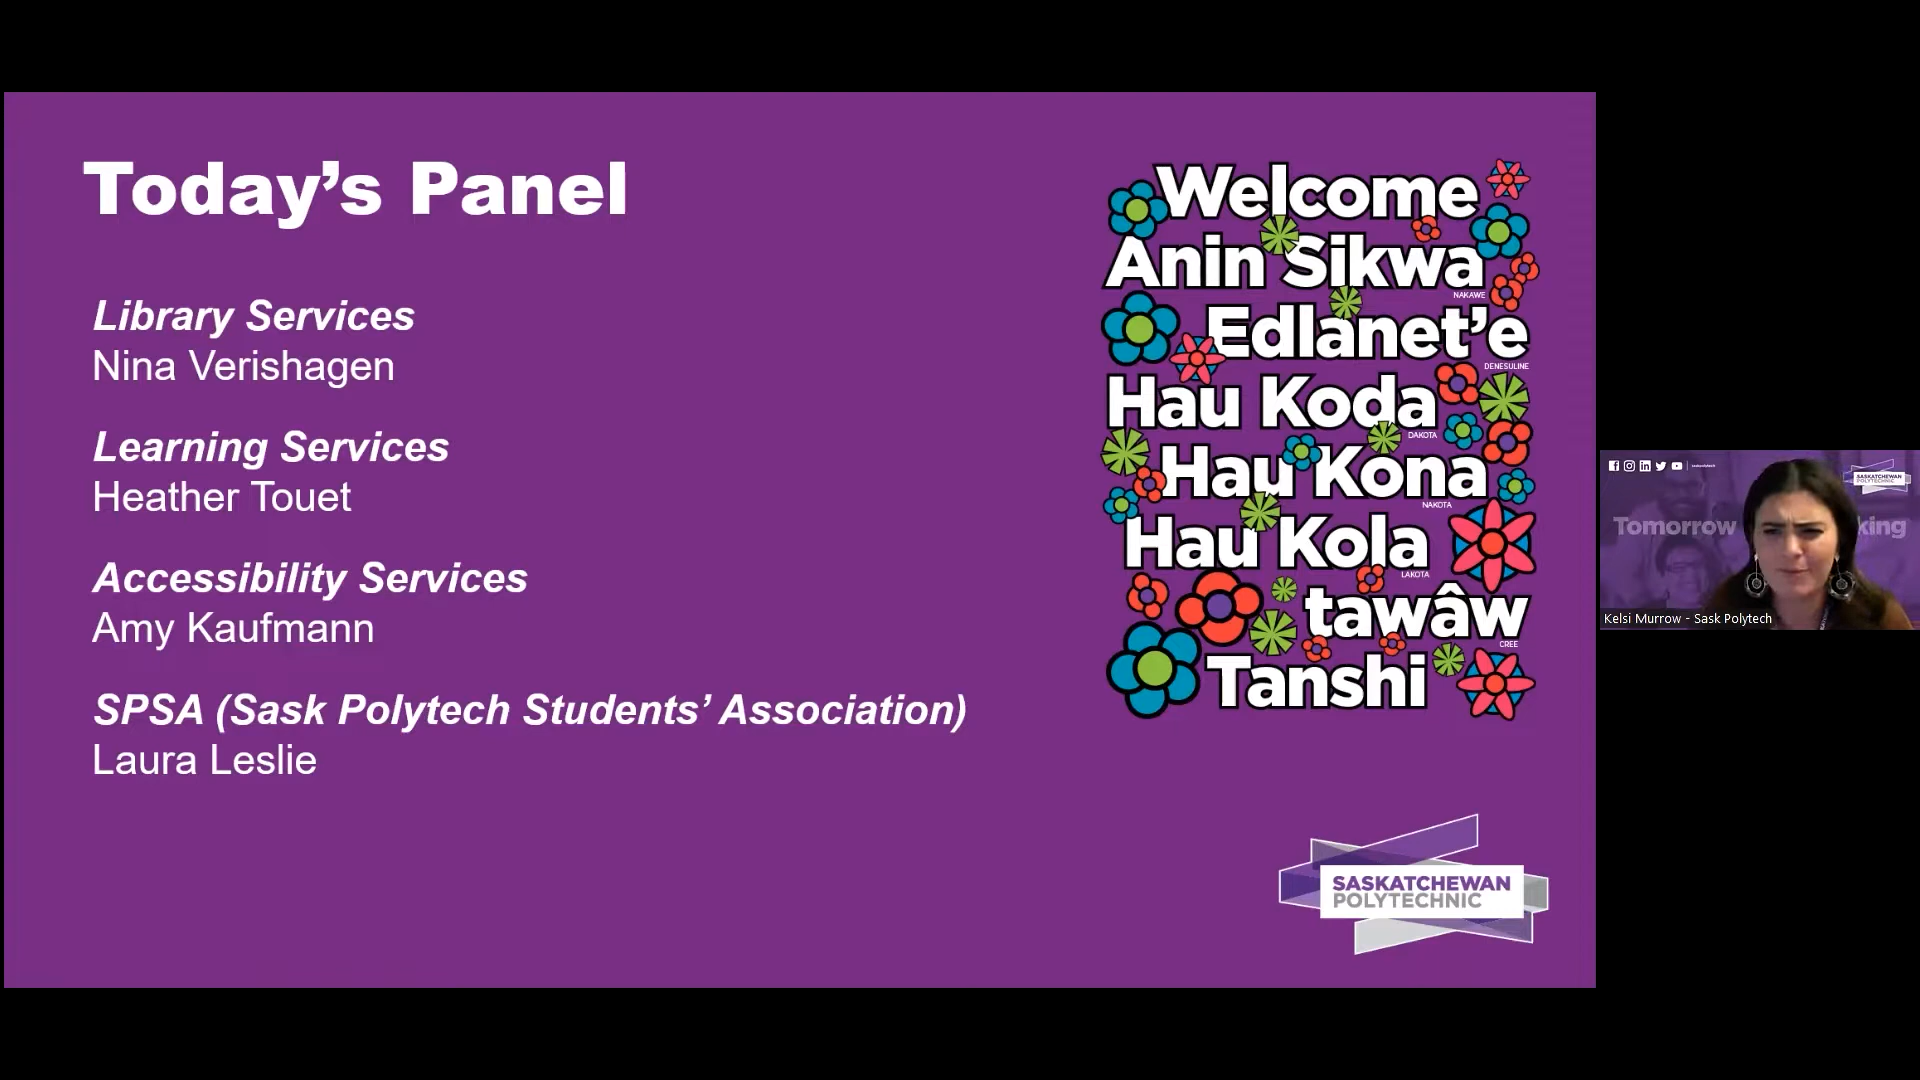 Today’s Panel
Library Services
Nina Verishagen
Learning Services
Heather Touet
Accessibility Services
Amy Kaufmann
SPSA (Sask Polytech Students’ Association)
Laura Leslie
Welcome
Anin Sikwa
NAKAWE
Edlanet’e
DENESULINE
Hau Koda
DAKOTA
Hau Kona
NAKOTA
Hau Kola
LAKOTA
tawâw
CREE
Tanshi
SASKATCHEWAN
POLYTECHNIC
SASKATCHEWAN
POLYTECHNIC
Tomorrow
king
Kelsi Murrow - Sask Polytech